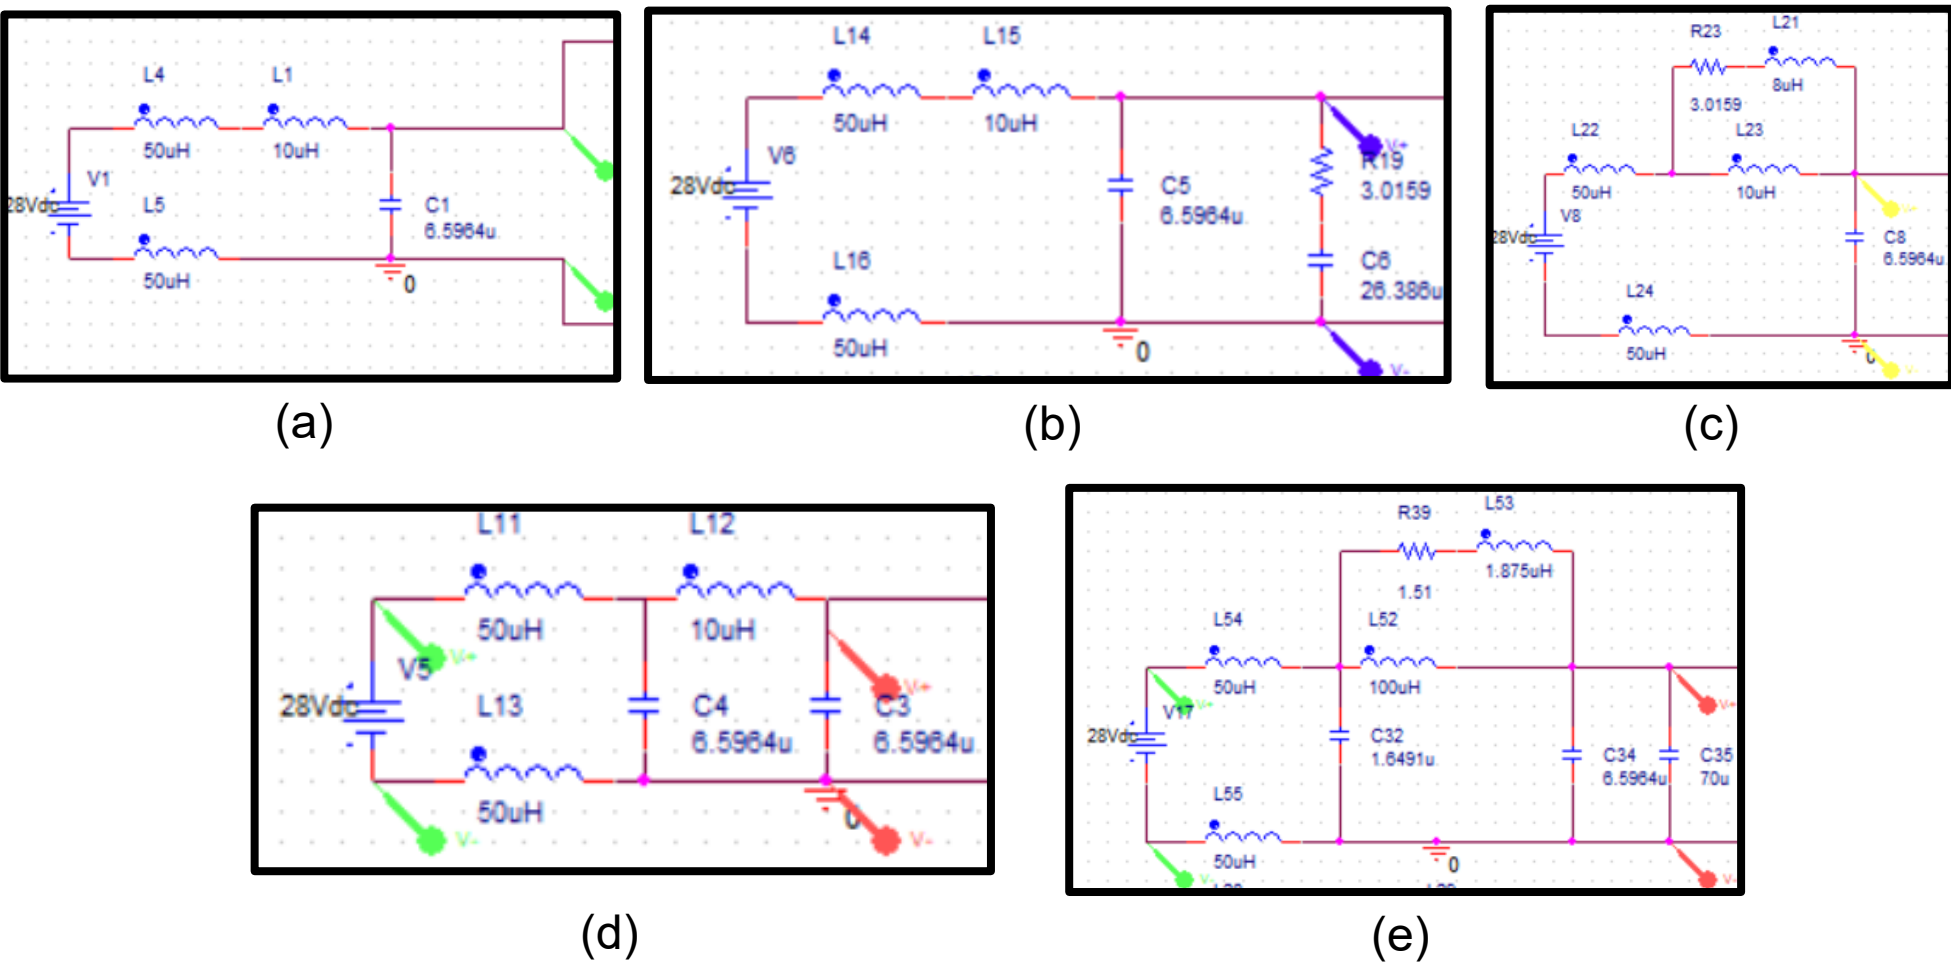 L4 L1
50uH 10uH
V1
28Vdc
L5
C1
6.5964u
50uH
0
(a)
L14 L15
50uH 10uH
V6
28Vdc
V+
R19
3.0159
C5
6.5964u
L16
C6
26.386u
50uH
0
V-
(b)
R23 L21
3.0159 8uH
L22 L23
50uH 10uH
V8
28Vdc
C8
6.5964u
L24
50uH
0
(c)
L11 L12
50uH 10uH
V+
V5
28Vdc
L13
V+
C4 C3
6.5964u 6.5964u
50uH
0
V- V-
(d)
R39 L53
1.51 1.875uH
L54 L52
50uH 100uH
V+ V+
V17
28Vdc
C32
1.6491u
C34 C35
6.5964u 70u
L55
50uH
0
V- V-
(e)